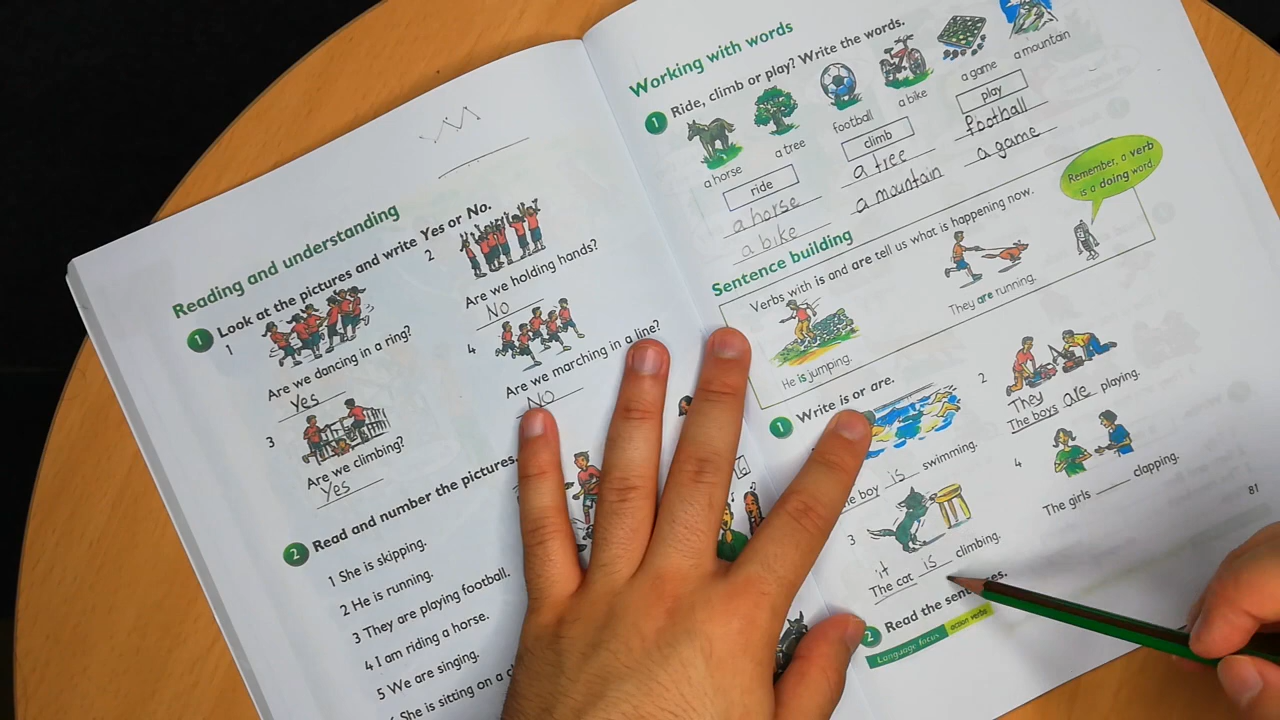 Reading and understanding
1 Look at the pictures and write Yes or No.
1
2
Are we dancing in a ring?
Yes
Are we holding hands?
NO
3
4
Are we climbing?
Yes
Are we marching in a line?
NO
2 Read and number the pictures.
1 She is skipping.
2 He is running.
3 They are playing football.
4 I am riding a horse.
5 We are singing.
She is sitting on a
6
Working with words
1 Ride, climb or play? Write the words.
a horse
a tree
football
a bike
a game
a mountain
ride
a horse
a bike
climb
a tree
a mountain
play
football
a game
Sentence building
Verbs with is and are tell us what is happening now.
Remember, a verb
is a doing word.
He is jumping.
They are running.
1 Write is or are.
boy is swimming.
2
They
The boys are playing.
3
it
The cat is climbing.
4
The girls ____ clapping.
2 Read the
Language focus action verbs
81